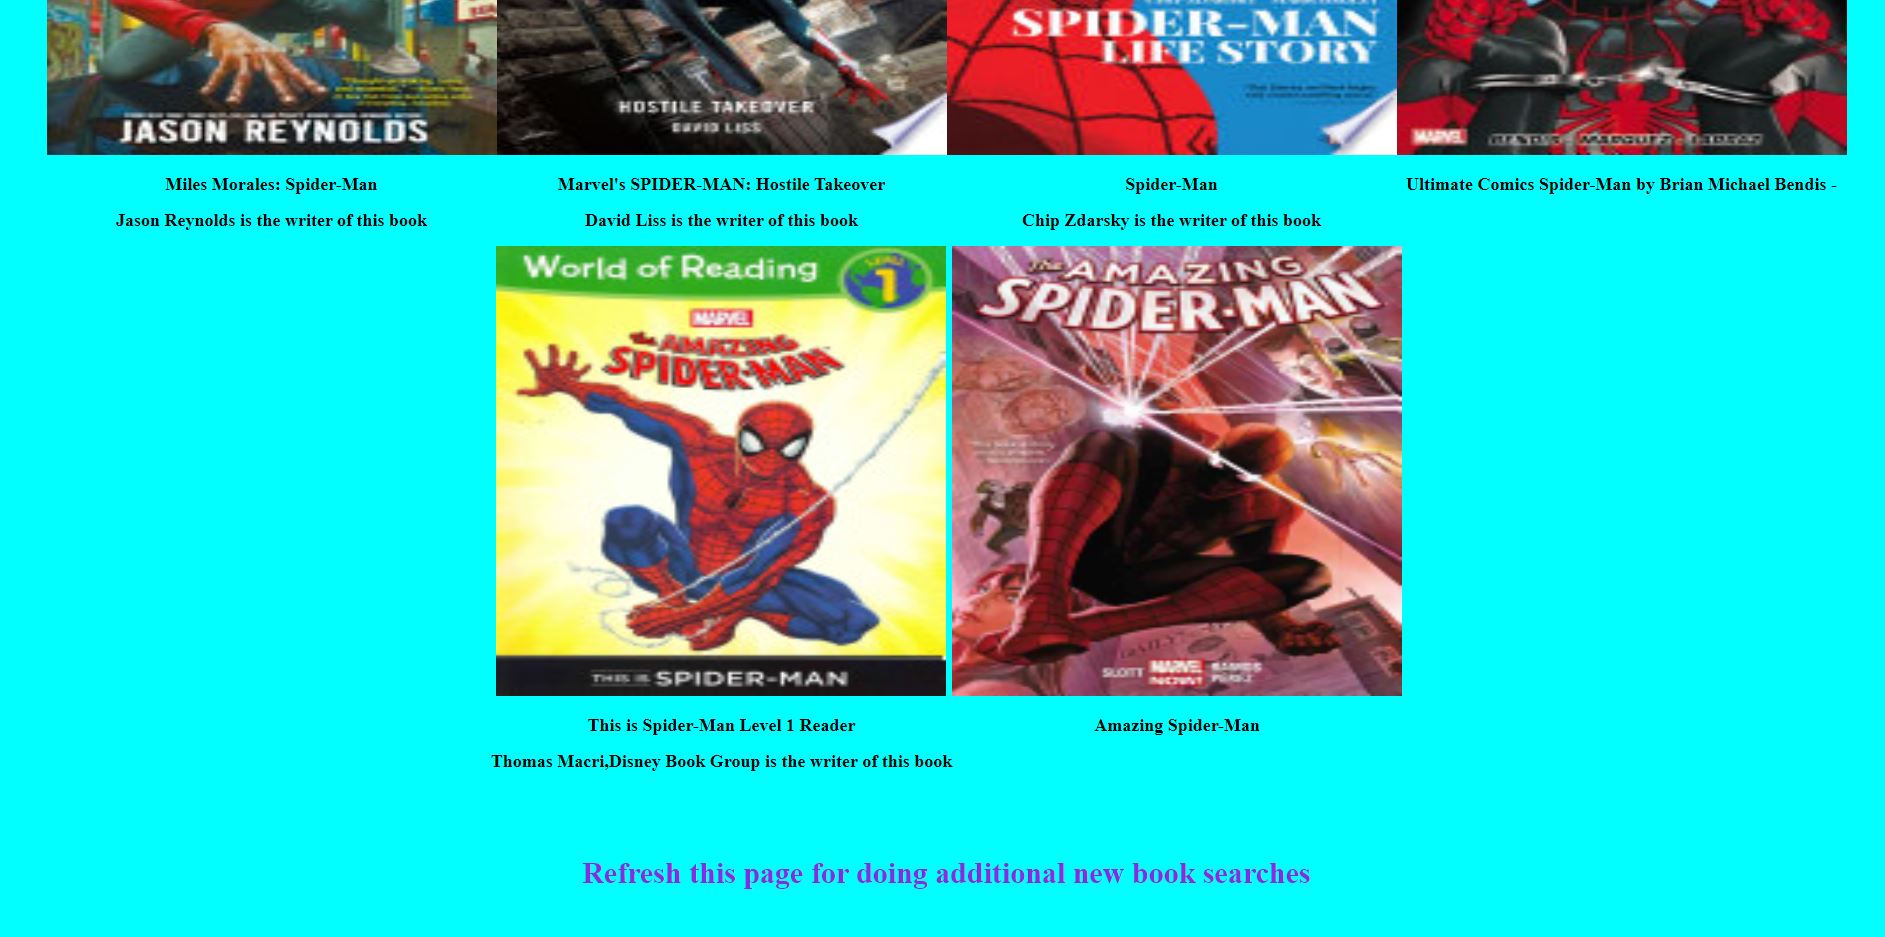 SPIDER-MAN
LIFE STORY
HOSTILE TAKEOVER
DAVID LISS
JASON REYNOLDS
MARVEL
Miles Morales: Spider-Man
Marvel's SPIDER-MAN: Hostile Takeover
Spider-Man
Ultimate Comics Spider-Man by Brian Michael Bendis -
Jason Reynolds is the writer of this book
David Liss is the writer of this book
Chip Zdarsky is the writer of this book
World of Reading
LEVEL 1
MARVEL
the AMAZING
SPIDER-MAN
THIS IS SPIDER-MAN
The AMAZING
SPIDER-MAN
SLOTT MARVEL RAMOS
NOW! PEREZ
This is Spider-Man Level 1 Reader
Amazing Spider-Man
Thomas Macri,Disney Book Group is the writer of this book
Refresh this page for doing additional new book searches